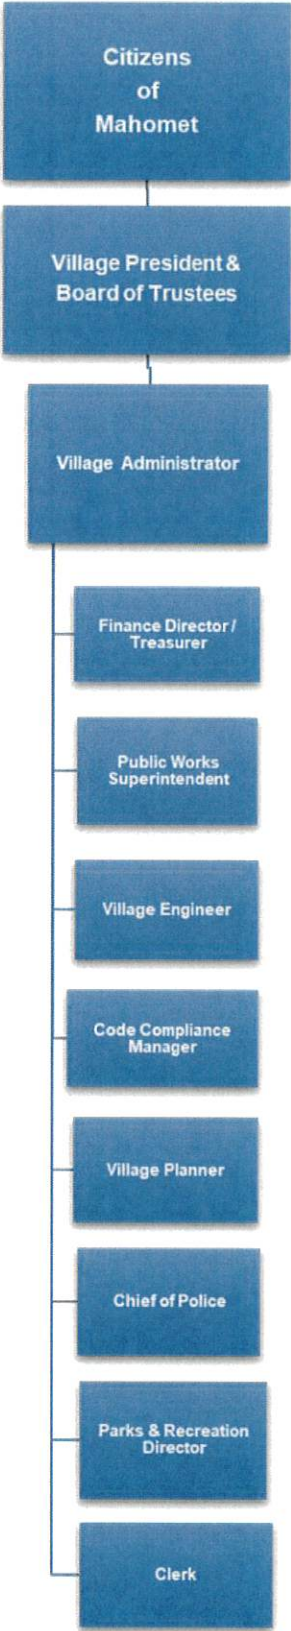 Citizens
of
Mahomet
Village President &
Board of Trustees
Village Administrator
Finance Director /
Treasurer
Public Works
Superintendent
Village Engineer
Code Compliance
Manager
Village Planner
Chief of Police
Parks & Recreation
Director
Clerk